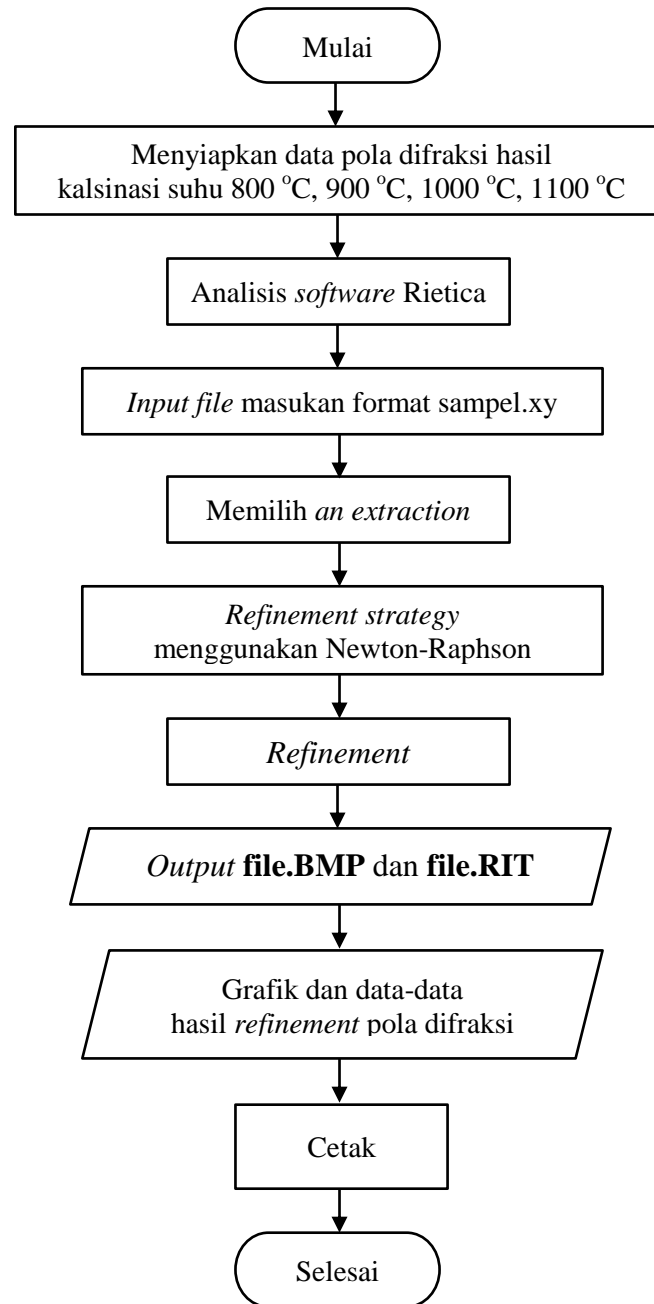 Mulai
Menyiapkan data pola difraksi hasil
kalsinasi suhu 800 °C, 900 °C, 1000 °C, 1100 °C
Analisis software Rietica
Input file masukan format sampel.xy
Memilih an extraction
Refinement strategy
menggunakan Newton-Raphson
Refinement
Output file.BMP dan file.RIT
Grafik dan data-data
hasil refinement pola difraksi
Cetak
Selesai